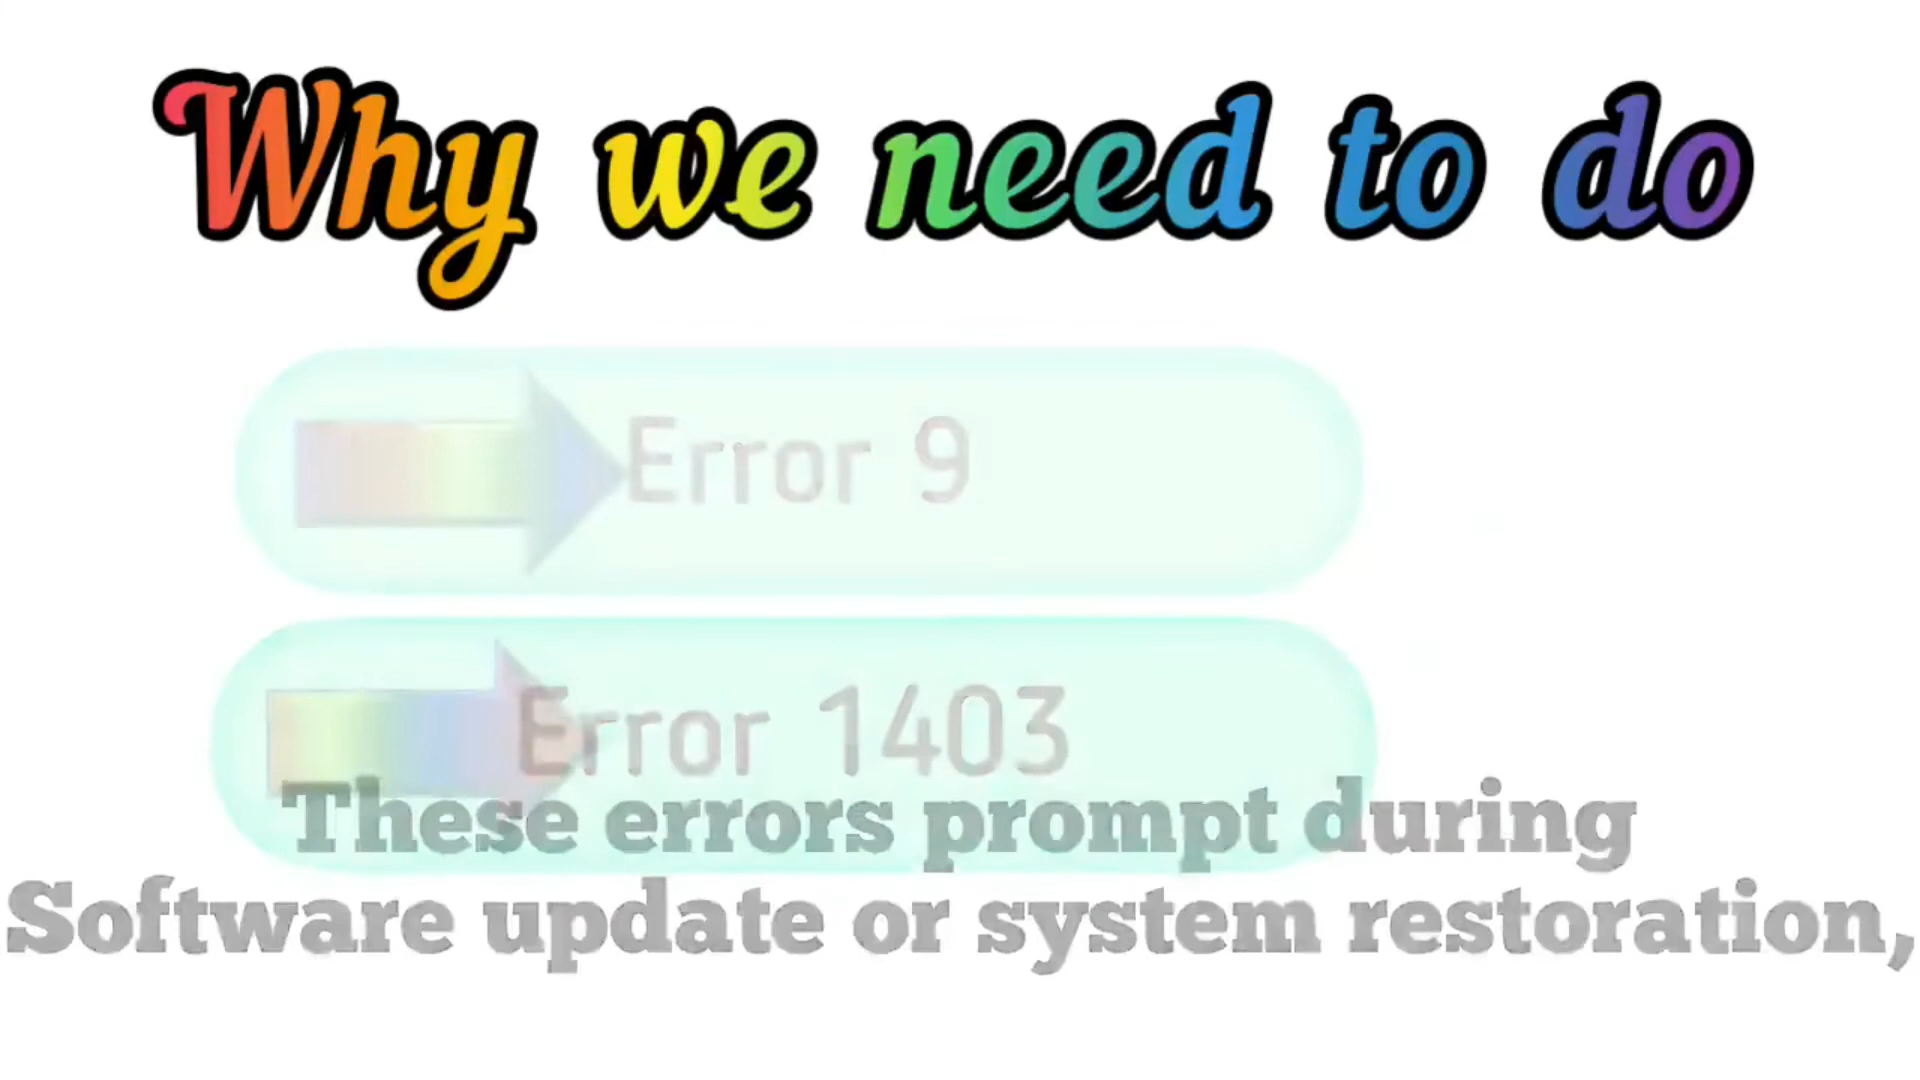 Why we need to do
Error 9
Error 1403
These errors prompt during
Software update or system restoration,